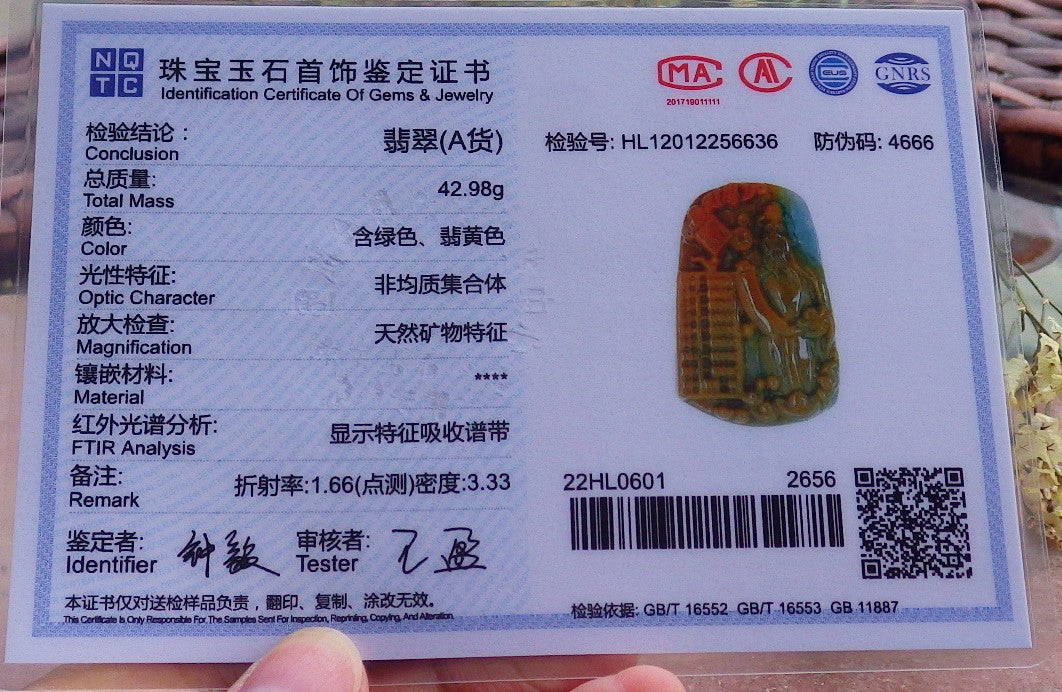 NQ
TC
珠宝玉石首饰鉴定证书
Identification Certificate Of Gems & Jewelry
MA
201719011111
GNRS
检验结论：
翡翠(A货)
Conclusion
总质量:
42.98g
Total Mass
颜色:
含绿色、翡黄色
Color
光性特征:
非均质集合体
Optic Character
放大检查:
天然矿物特征
Magnification
镶嵌材料:
****
Material
红外光谱分析:
显示特征吸收谱带
FTIR Analysis
备注:
折射率:1.66(点测)密度:3.33
Remark
鉴定者:
审核者:
Identifier
Tester
本证书仅对送检样品负责，翻印、复制、涂改无效。
This Certificate Is Only Responsible For The Samples Sent For Inspection, Reprinting, Copying, And Alteration.
检验号: HL12012256636 防伪码: 4666
22HL0601 2656
检验依据: GB/T 16552 GB/T 16553 GB 11887